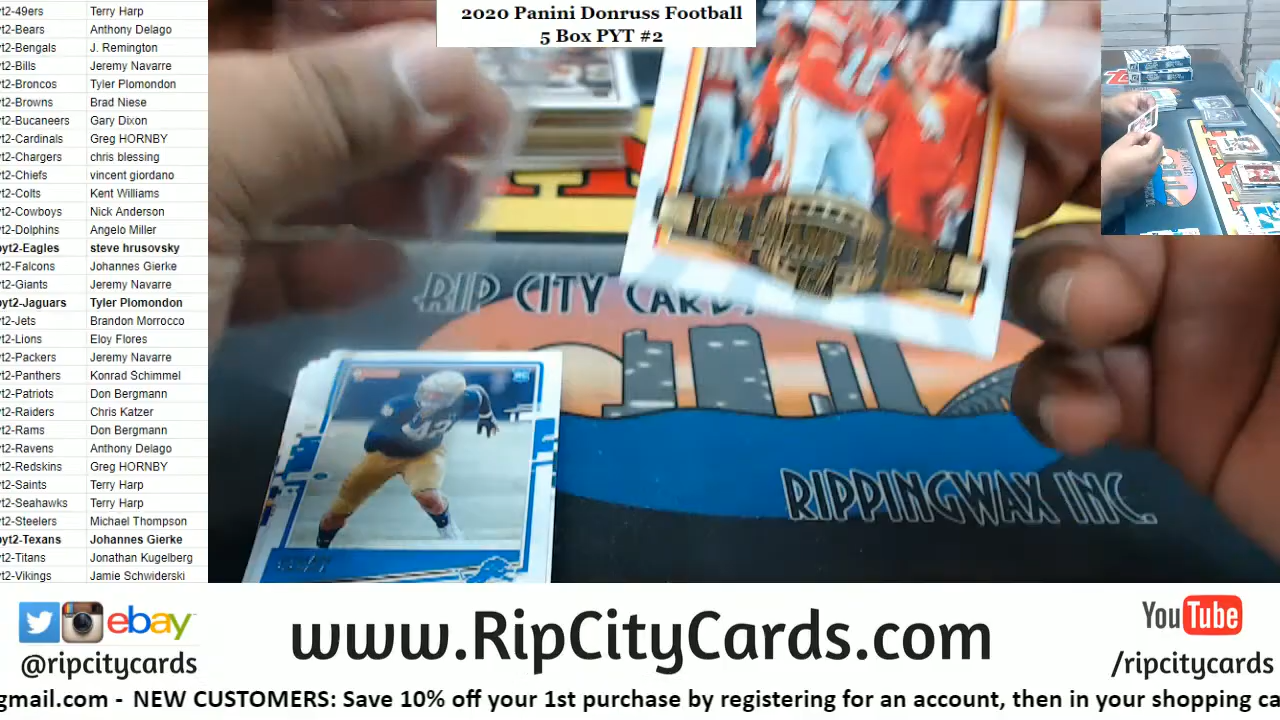 2020 Panini Donruss Football
5 Box PYT #2
yt2-49ers Terry Harp
yt2-Bears Anthony Delago
yt2-Bengals J. Remington
yt2-Bills Jeremy Navarre
yt2-Broncos Tyler Plomondon
yt2-Browns Brad Niese
yt2-Bucaneers Gary Dixon
yt2-Cardinals Greg HORNBY
yt2-Chargers chris blessing
yt2-Chiefs vincent giordano
yt2-Colts Kent Williams
yt2-Cowboys Nick Anderson
yt2-Dolphins Angelo Miller
pyt2-Eagles steve hrusovsky
yt2-Falcons Johannes Gierke
yt2-Giants Jeremy Navarre
pyt2-Jaguars Tyler Plomondon
yt2-Jets Brandon Morrocco
yt2-Lions Eloy Flores
yt2-Packers Jeremy Navarre
yt2-Panthers Konrad Schimmel
yt2-Patriots Don Bergmann
yt2-Raiders Chris Katzer
yt2-Rams Don Bergmann
yt2-Ravens Anthony Delago
yt2-Redskins Greg HORNBY
yt2-Saints Terry Harp
yt2-Seahawks Terry Harp
yt2-Steelers Michael Thompson
pyt2-Texans Johannes Gierke
yt2-Titans Jonathan Kugelberg
yt2-Vikings Jamie Schwiderski
RIP CITY CARD
RIPPINGWAX INC.
ebay
@ripcitycards
www.RipCityCards.com
YouTube
/ripcitycards
gmail.com - NEW CUSTOMERS: Save 10% off your 1st purchase by registering for an account, then in your shopping ca